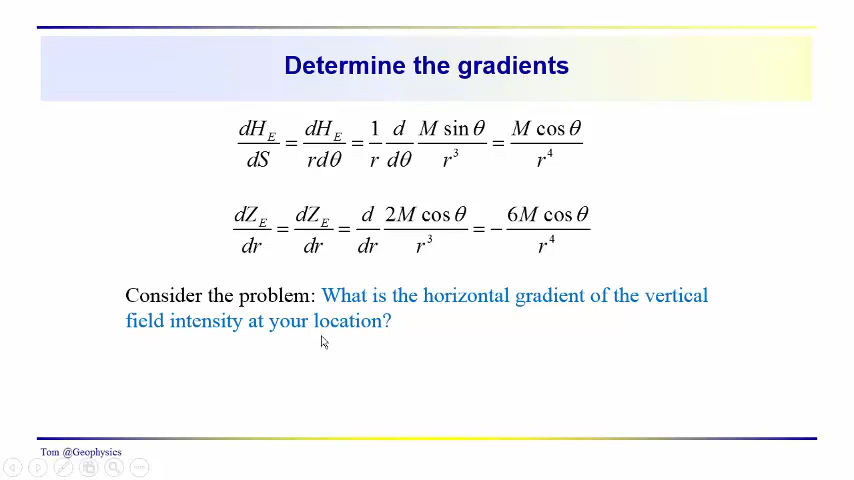 Determine the gradients
dH_E/dS = dH_E/rdθ = 1/r d/dθ M sin θ/r³ = M cos θ/r⁴
dZ_E/dr = dZ_E/dr = d/dr 2M cos θ/r³ = − 6M cos θ/r⁴
Consider the problem: What is the horizontal gradient of the vertical
field intensity at your location?
Tom @Geophysics